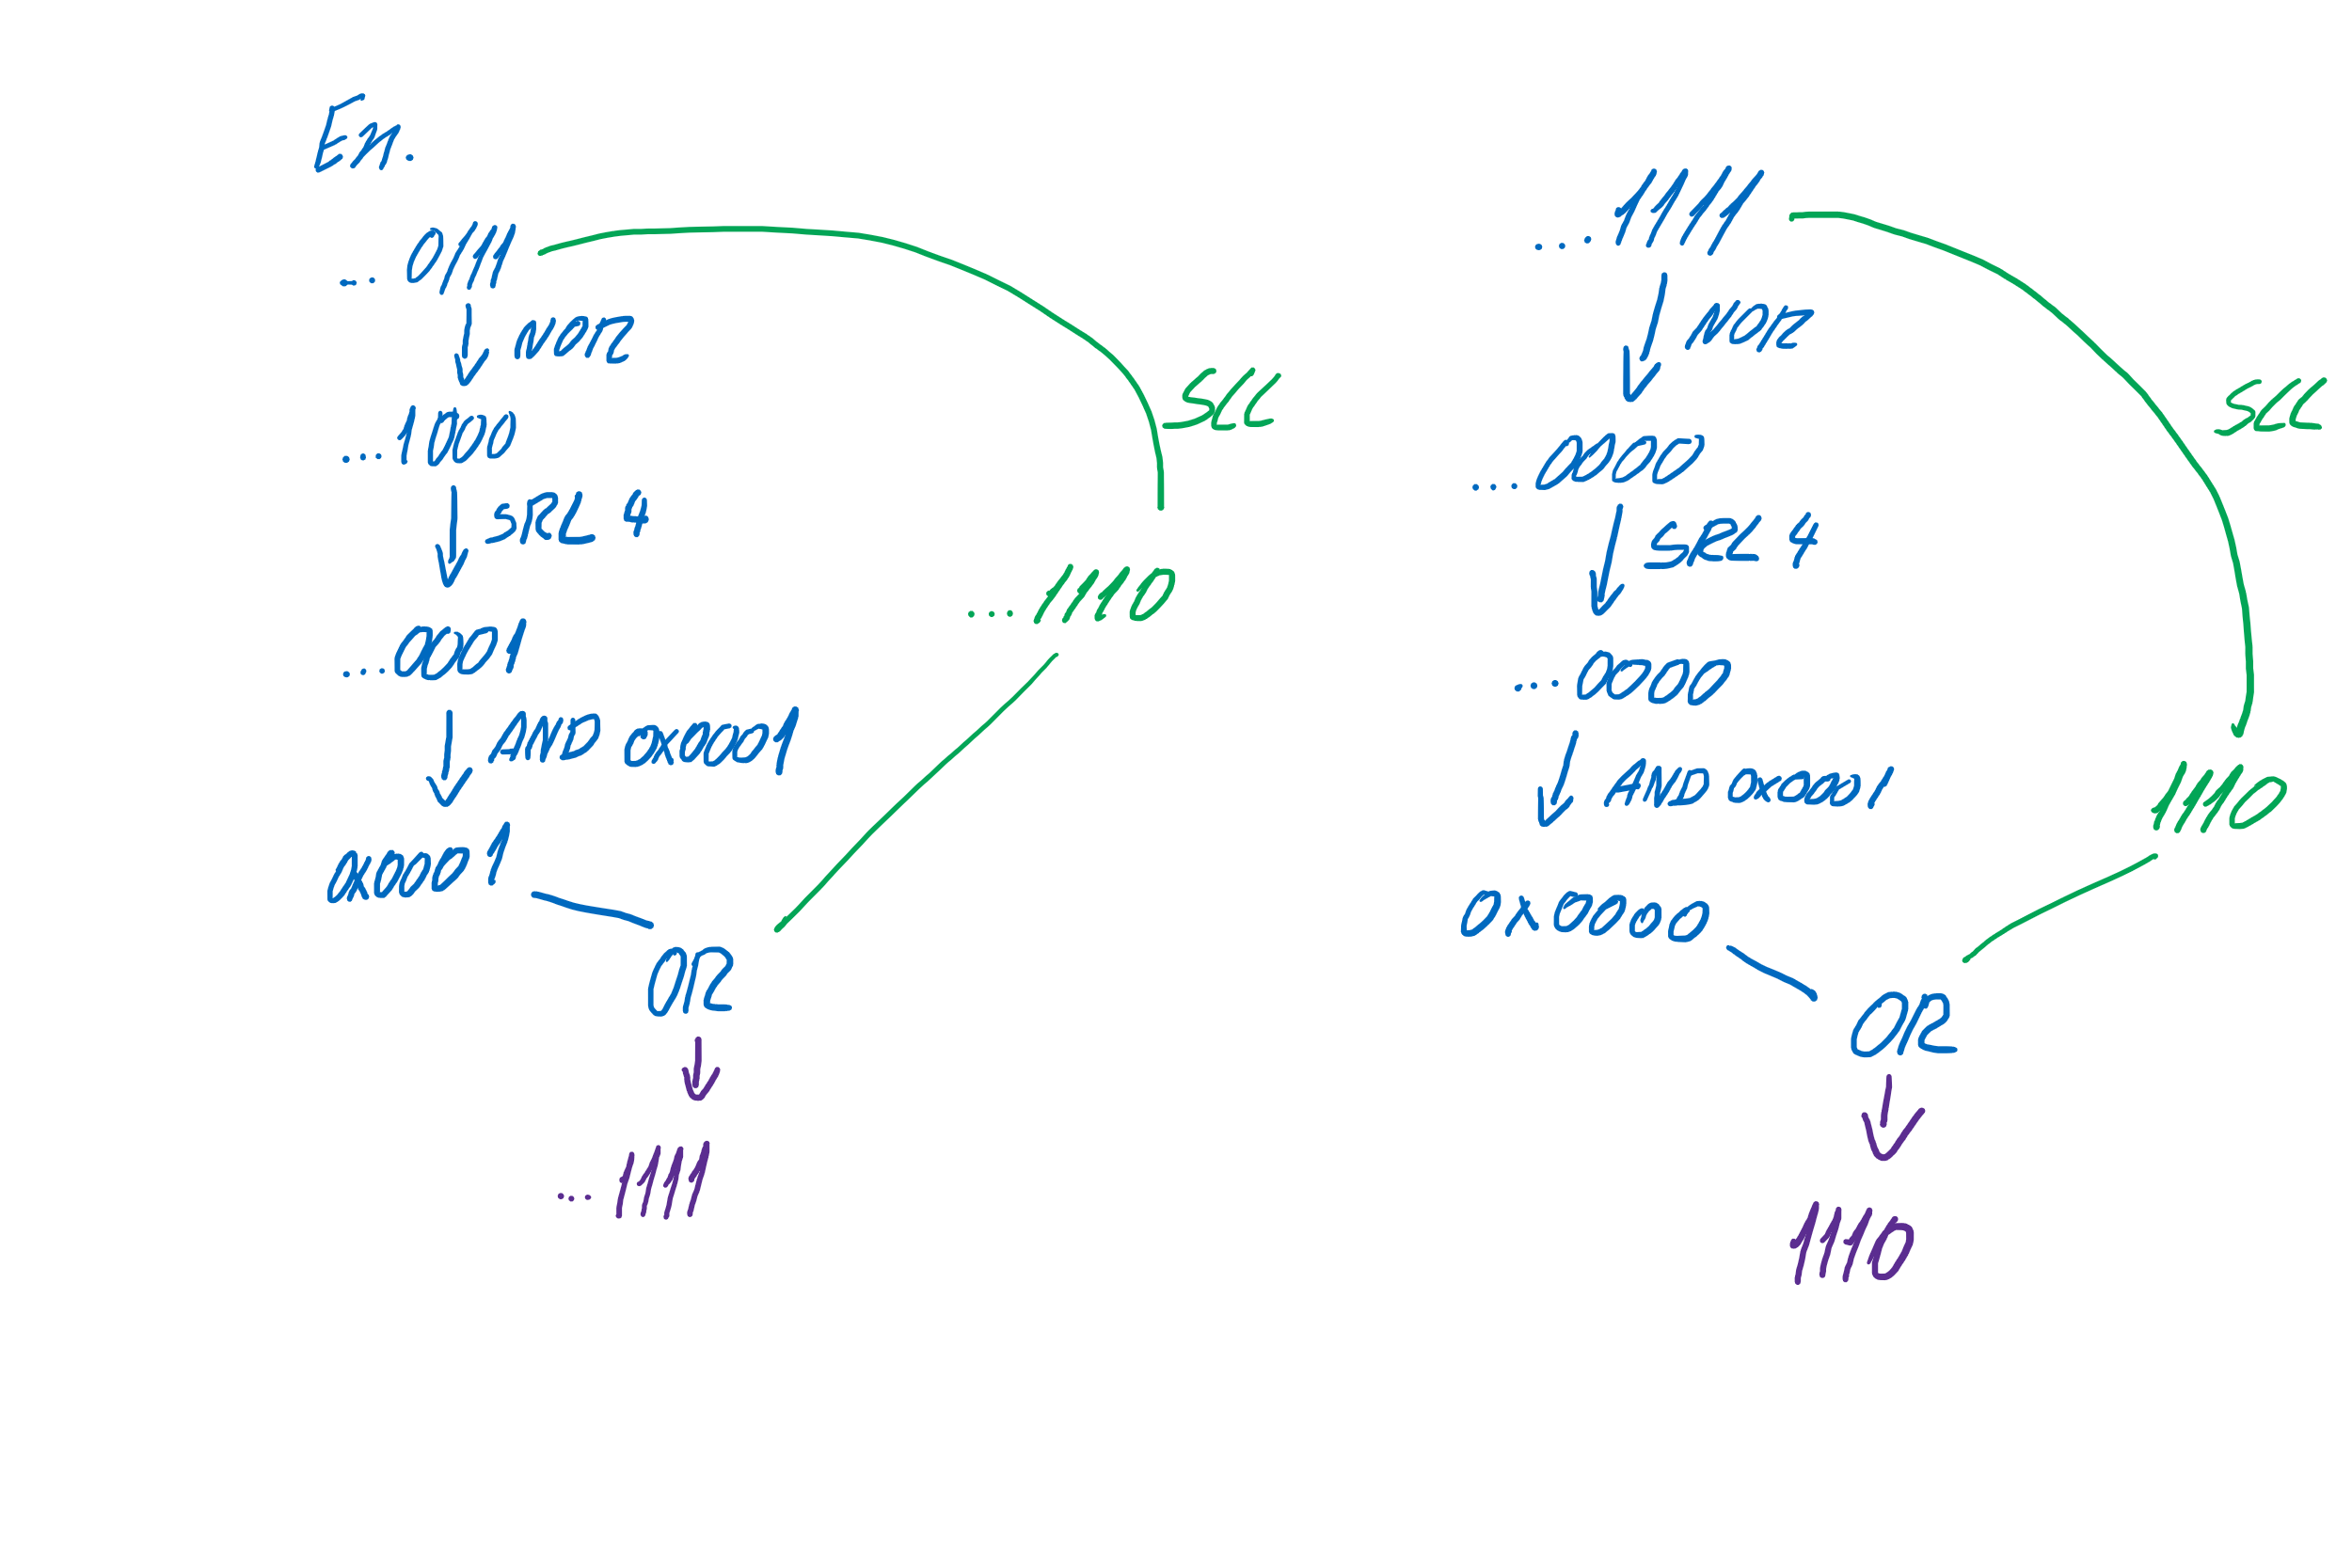 Ex.
... 0111
NOR
... 1000
SRL 4
... 0001
AND 0x0001
0x0001
SLL
... 1110
OR
... 1111
... 1111
NOR
... 0000
SRL 4
... 0000
AND 0x0001
0x0000
SLL
1110
OR
1110